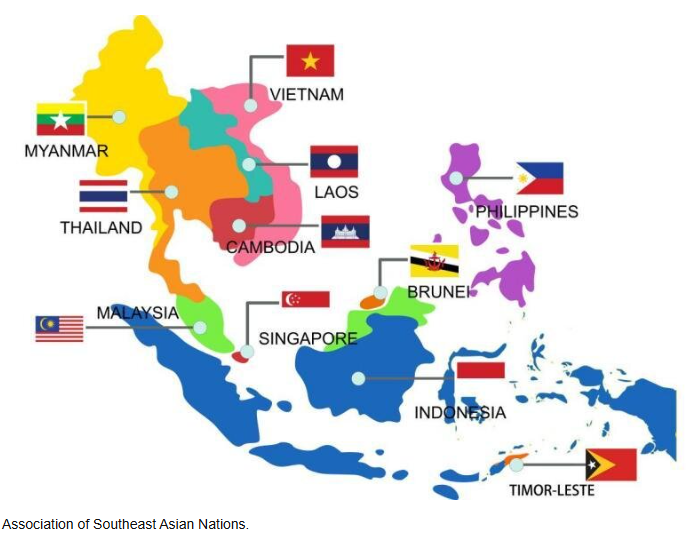 VIETNAM
MYANMAR
LAOS
THAILAND
PHILIPPINES
CAMBODIA
BRUNEI
MALAYSIA
SINGAPORE
INDONESIA
TIMOR-LESTE
Association of Southeast Asian Nations.